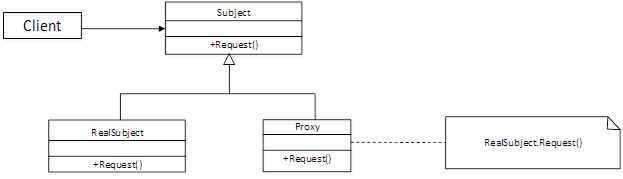 Client
Subject
+Request()
RealSubject
+Request()
Proxy
+Request()
RealSubject.Request()